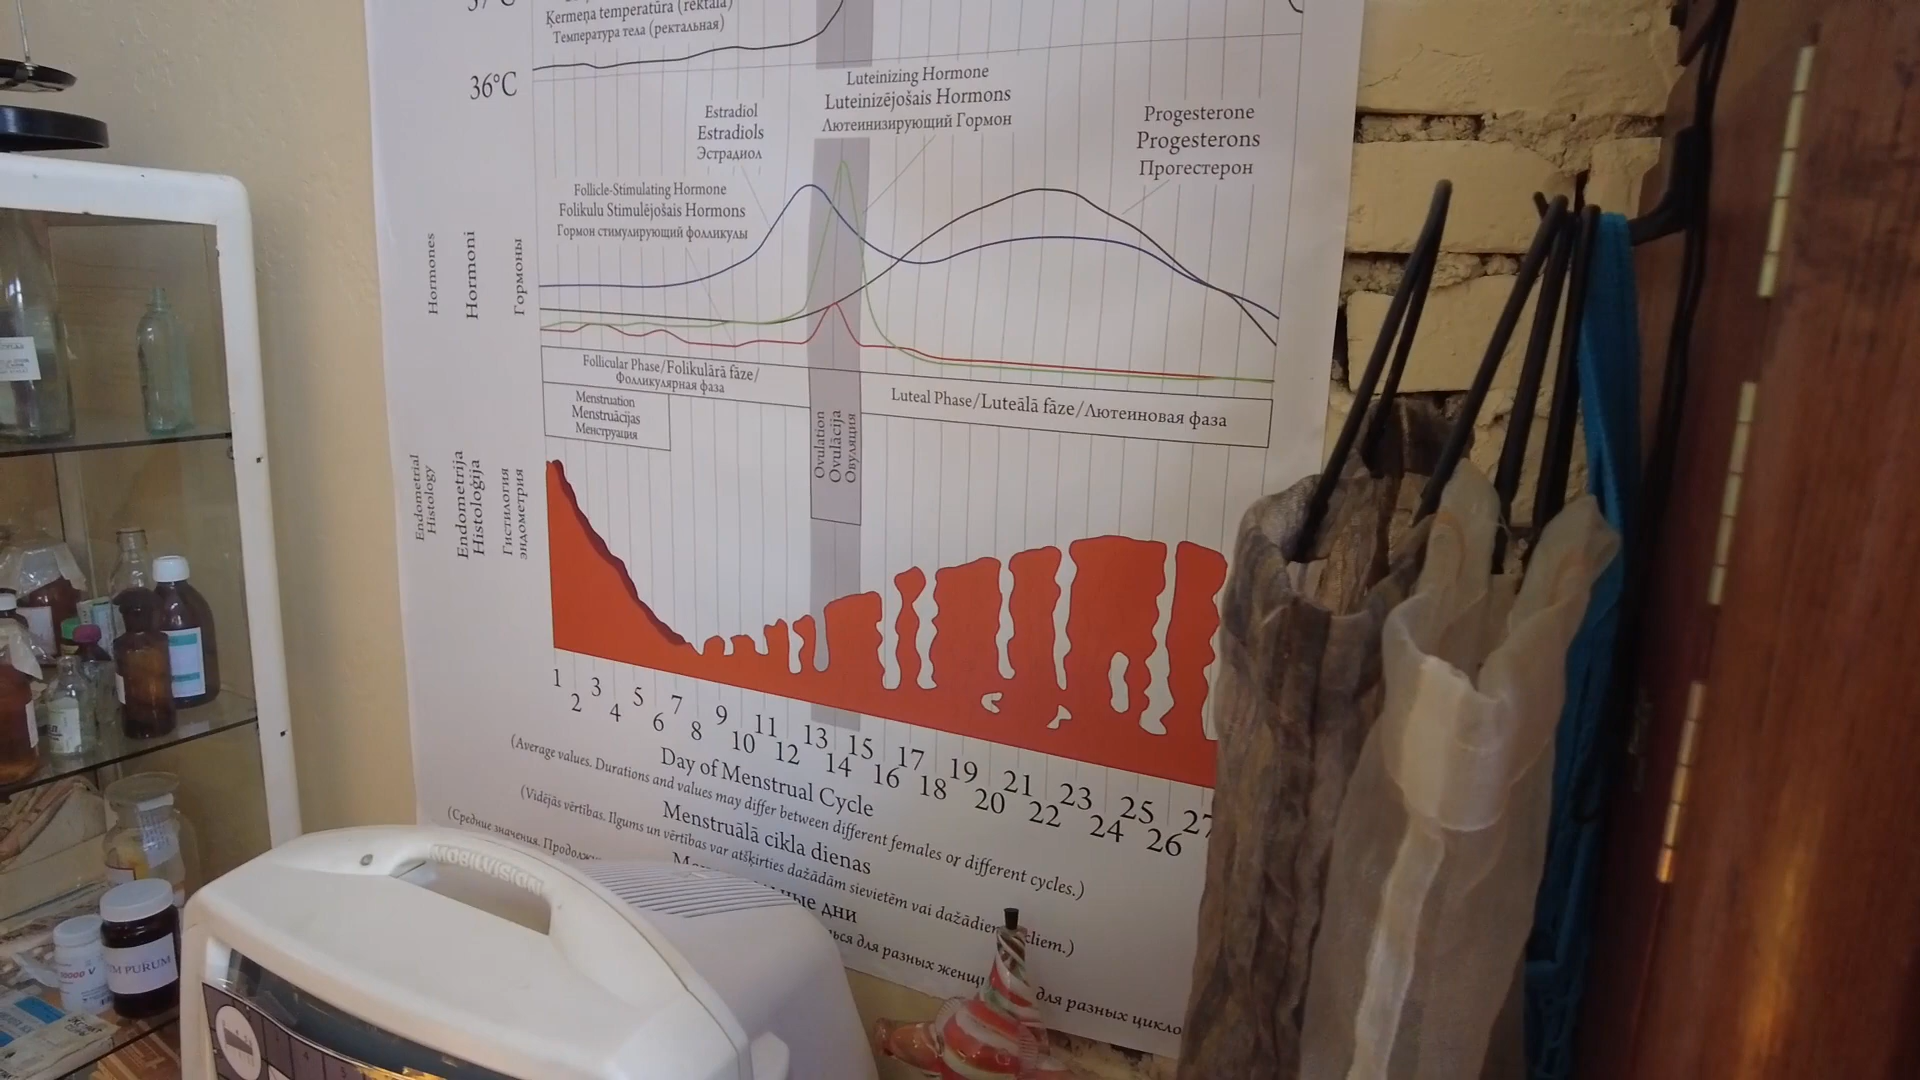 Ķermeņa temperatūra (rektālā)
Температура тела (ректальная)
36°C
Luteinizing Hormone
Luteinizējošais Hormons
Лютеинизирующий Гормон
Estradiol
Estradiols
Эстрадиол
Progesterone
Progesterons
Прогестерон
Follicle-Stimulating Hormone
Folikulu Stimulējošais Hormons
Гормон стимулирующий фолликулы
Hormones
Hormoni
Гормоны
Follicular Phase/Folikulārā fāze/
Фолликулярная фаза
Luteal Phase/Luteālā fāze/Лютеиновая фаза
Menstruation
Menstruācijas
Менструация
Ovulation
Ovulācija
Овуляция
Endometrial
Histology
Endometrija
Histoloģija
Гистилогия
эндометрия
1 2 3 4 5 6 7 8 9 10 11 12 13 14 15 16 17 18 19 20 21 22 23 24 25 26 27
Day of Menstrual Cycle
(Average values. Durations and values may differ between different females or different cycles.)
Menstruālā cikla dienas
(Vidējās vērtības. Ilgums un vērtības var atšķirties dažādām sievietēm vai
дни
(Средние значения.
для разных
для разных
MOBILVISION
PURUM